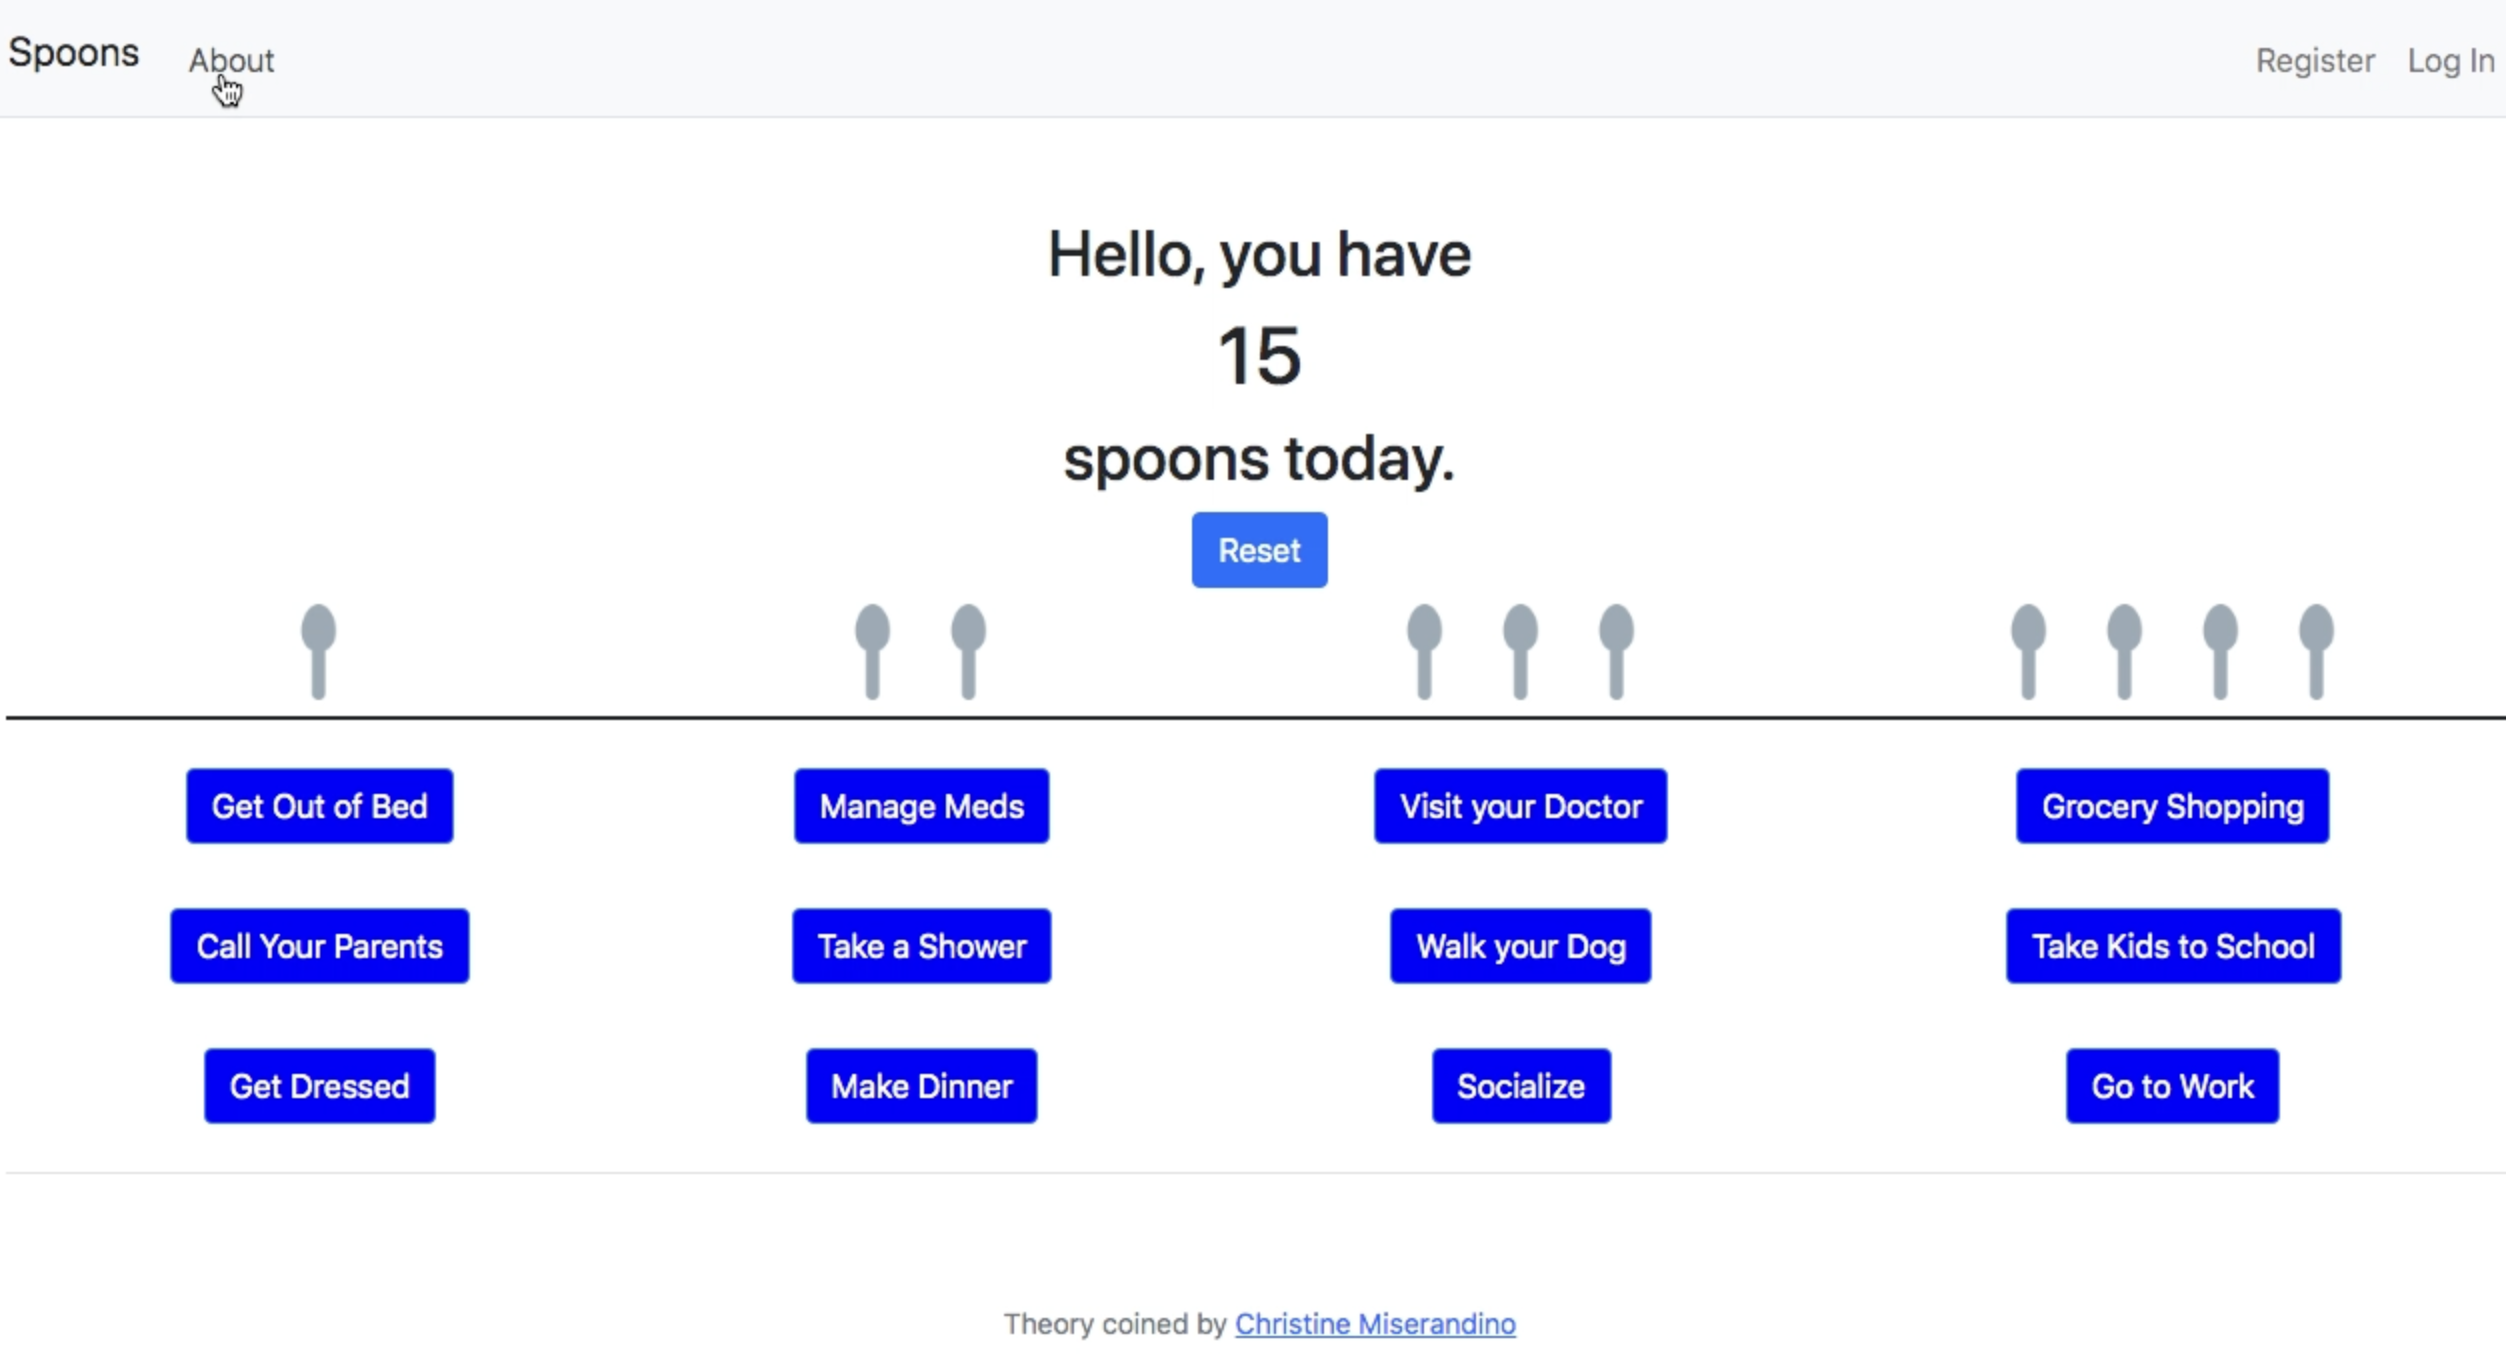 Spoons About Register Log In
Hello, you have
15
spoons today.
Reset
Get Out of Bed Manage Meds Visit your Doctor Grocery Shopping
Call Your Parents Take a Shower Walk your Dog Take Kids to School
Get Dressed Make Dinner Socialize Go to Work
Theory coined by Christine Miserandino